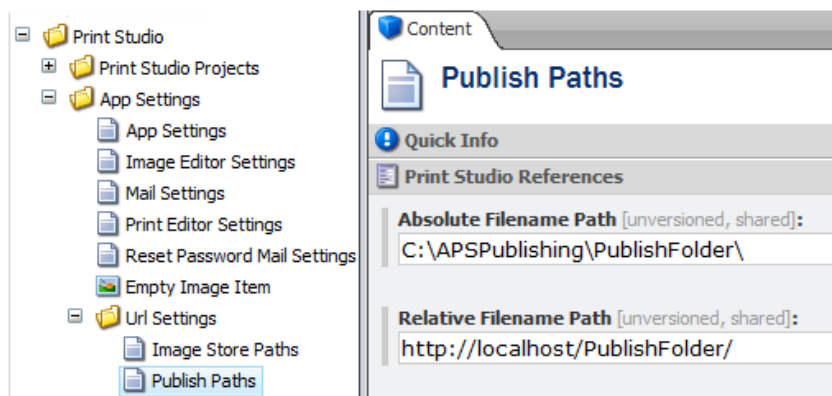 Print Studio
Print Studio Projects
App Settings
App Settings
Image Editor Settings
Mail Settings
Print Editor Settings
Reset Password Mail Settings
Empty Image Item
Url Settings
Image Store Paths
Publish Paths
Content
Publish Paths
Quick Info
Print Studio References
Absolute Filename Path [unversioned, shared]:
C:\APSPublishing\PublishFolder\
Relative Filename Path [unversioned, shared]:
http://localhost/PublishFolder/